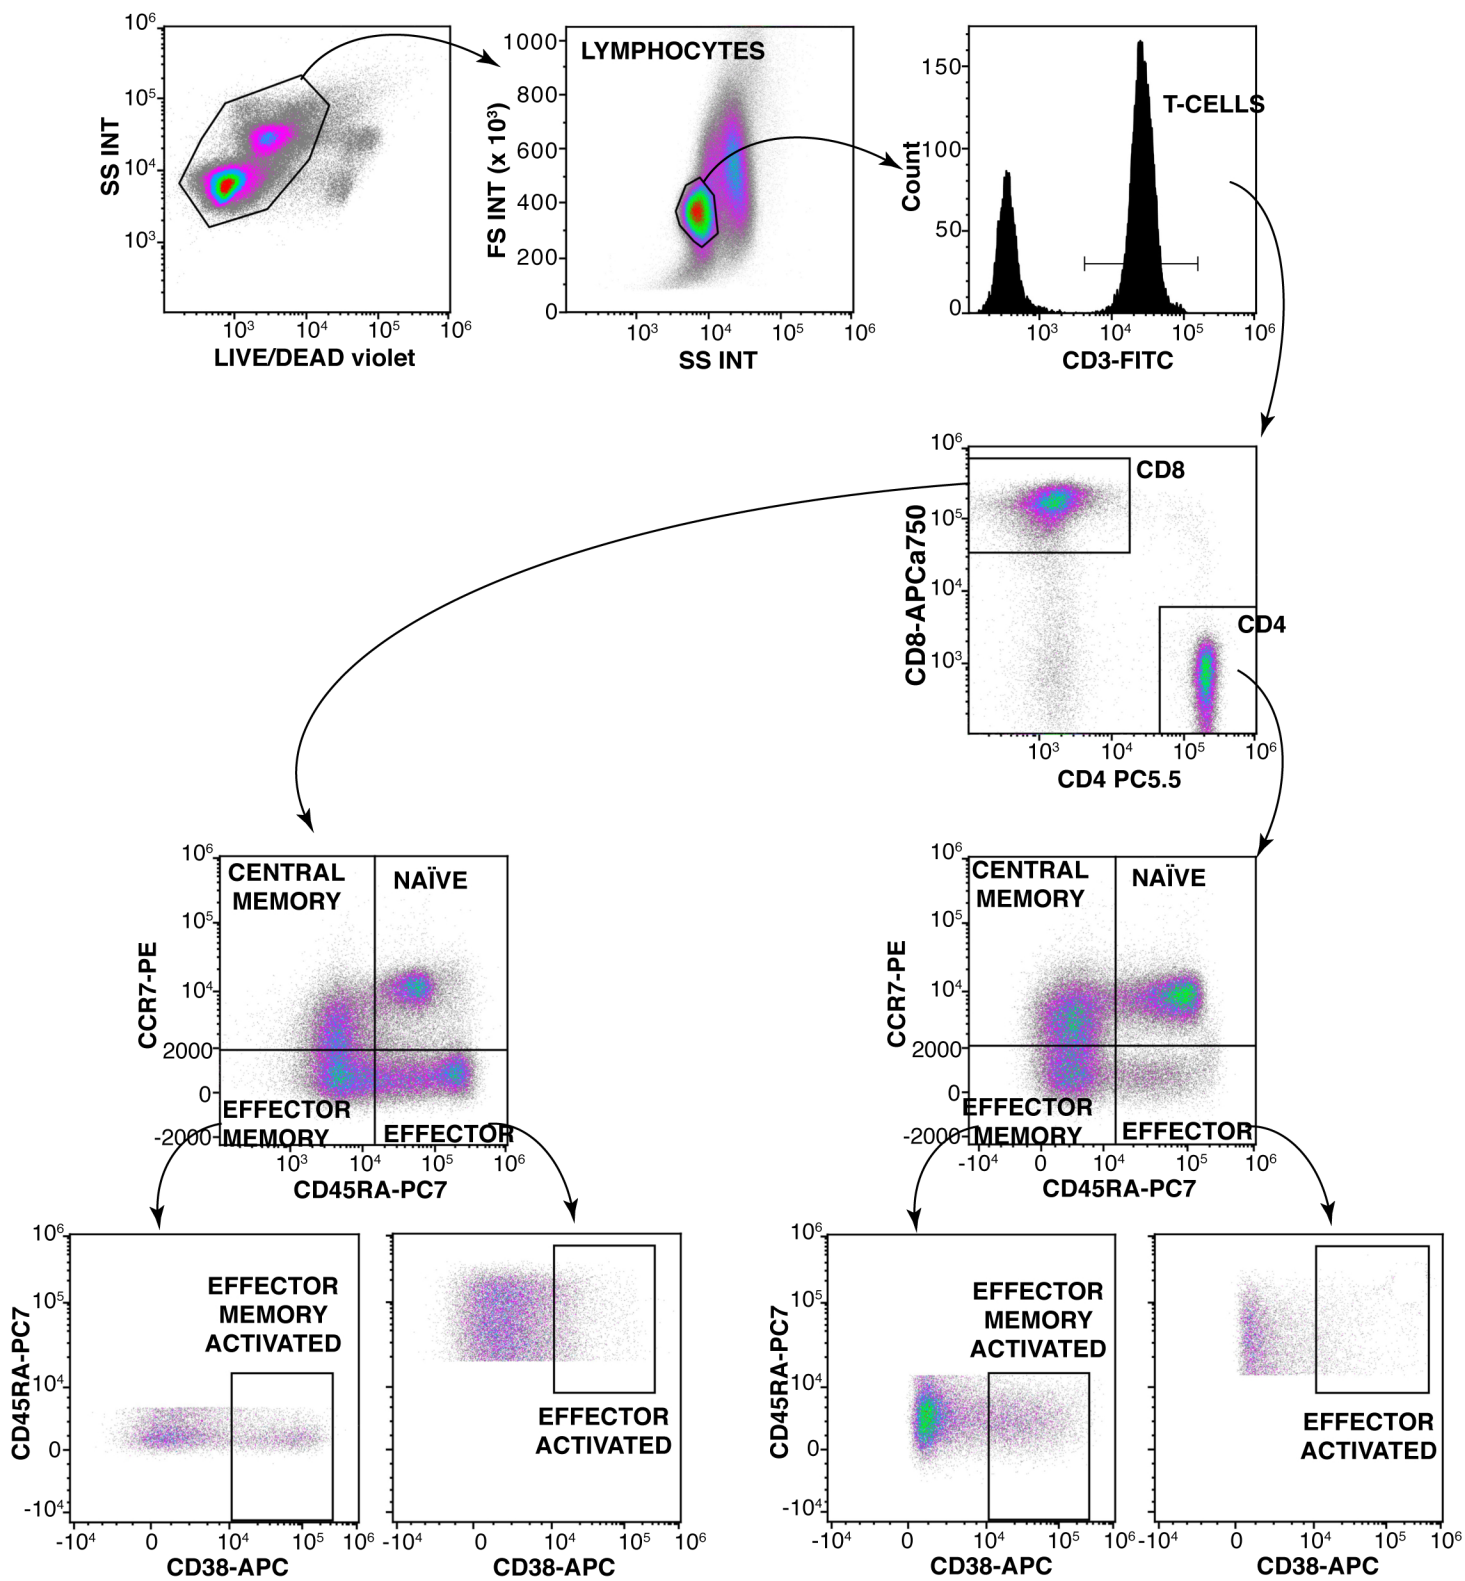 10⁶
10⁵
10⁴
10³
SS INT
10³ 10⁴ 10⁵ 10⁶
LIVE/DEAD violet
LYMPHOCYTES
1000
800
600
400
200
0
FS INT (x 10³)
10³ 10⁴ 10⁵ 10⁶
SS INT
T-CELLS
150
100
50
0
Count
10³ 10⁴ 10⁵ 10⁶
CD3-FITC
10⁶
10⁵
10⁴
10³
CD8-APCa750
CD8
CD4
10³ 10⁴ 10⁵ 10⁶
CD4 PC5.5
10⁶
10⁵
10⁴
2000
0
-2000
CCR7-PE
CENTRAL
MEMORY
NAÏVE
EFFECTOR
MEMORY
EFFECTOR
10³ 10⁴ 10⁵ 10⁶
CD45RA-PC7
10⁶
10⁵
10⁴
2000
0
-2000
CCR7-PE
CENTRAL
MEMORY
NAÏVE
EFFECTOR
MEMORY
EFFECTOR
-10⁴ 0 10⁴ 10⁵ 10⁶
CD45RA-PC7
10⁶
10⁵
10⁴
0
-10⁴
CD45RA-PC7
EFFECTOR
MEMORY
ACTIVATED
-10⁴ 0 10⁴ 10⁵ 10⁶
CD38-APC
EFFECTOR
ACTIVATED
-10⁴ 0 10⁴ 10⁵ 10⁶
CD38-APC
10⁶
10⁵
10⁴
0
-10⁴
CD45RA-PC7
EFFECTOR
MEMORY
ACTIVATED
-10⁴ 0 10⁴ 10⁵ 10⁶
CD38-APC
EFFECTOR
ACTIVATED
-10⁴ 0 10⁴ 10⁵ 10⁶
CD38-APC